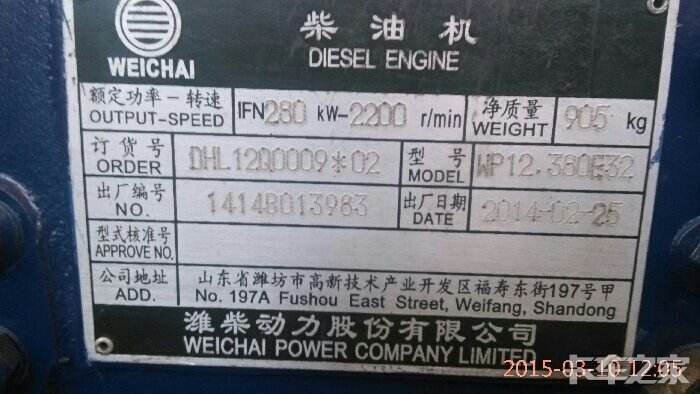 柴油机
WEICHAI
DIESEL ENGINE
额定功率－转速 IFN280 kW-2200 r/min 净质量 905 kg
OUTPUT-SPEED WEIGHT
订货号 DHL12Q0009*02 型号 WP12.380E32
ORDER MODEL
出厂编号 1414B013983 出厂日期 2014-02-25
NO. DATE
型式核准号
APPROVE NO.
公司地址 山东省潍坊市高新技术产业开发区福寿东街197号甲
ADD. No. 197A Fushou East Street, Weifang, Shandong
潍柴动力股份有限公司
WEICHAI POWER COMPANY LIMITED
2015-03-10 12:05
卡车之家